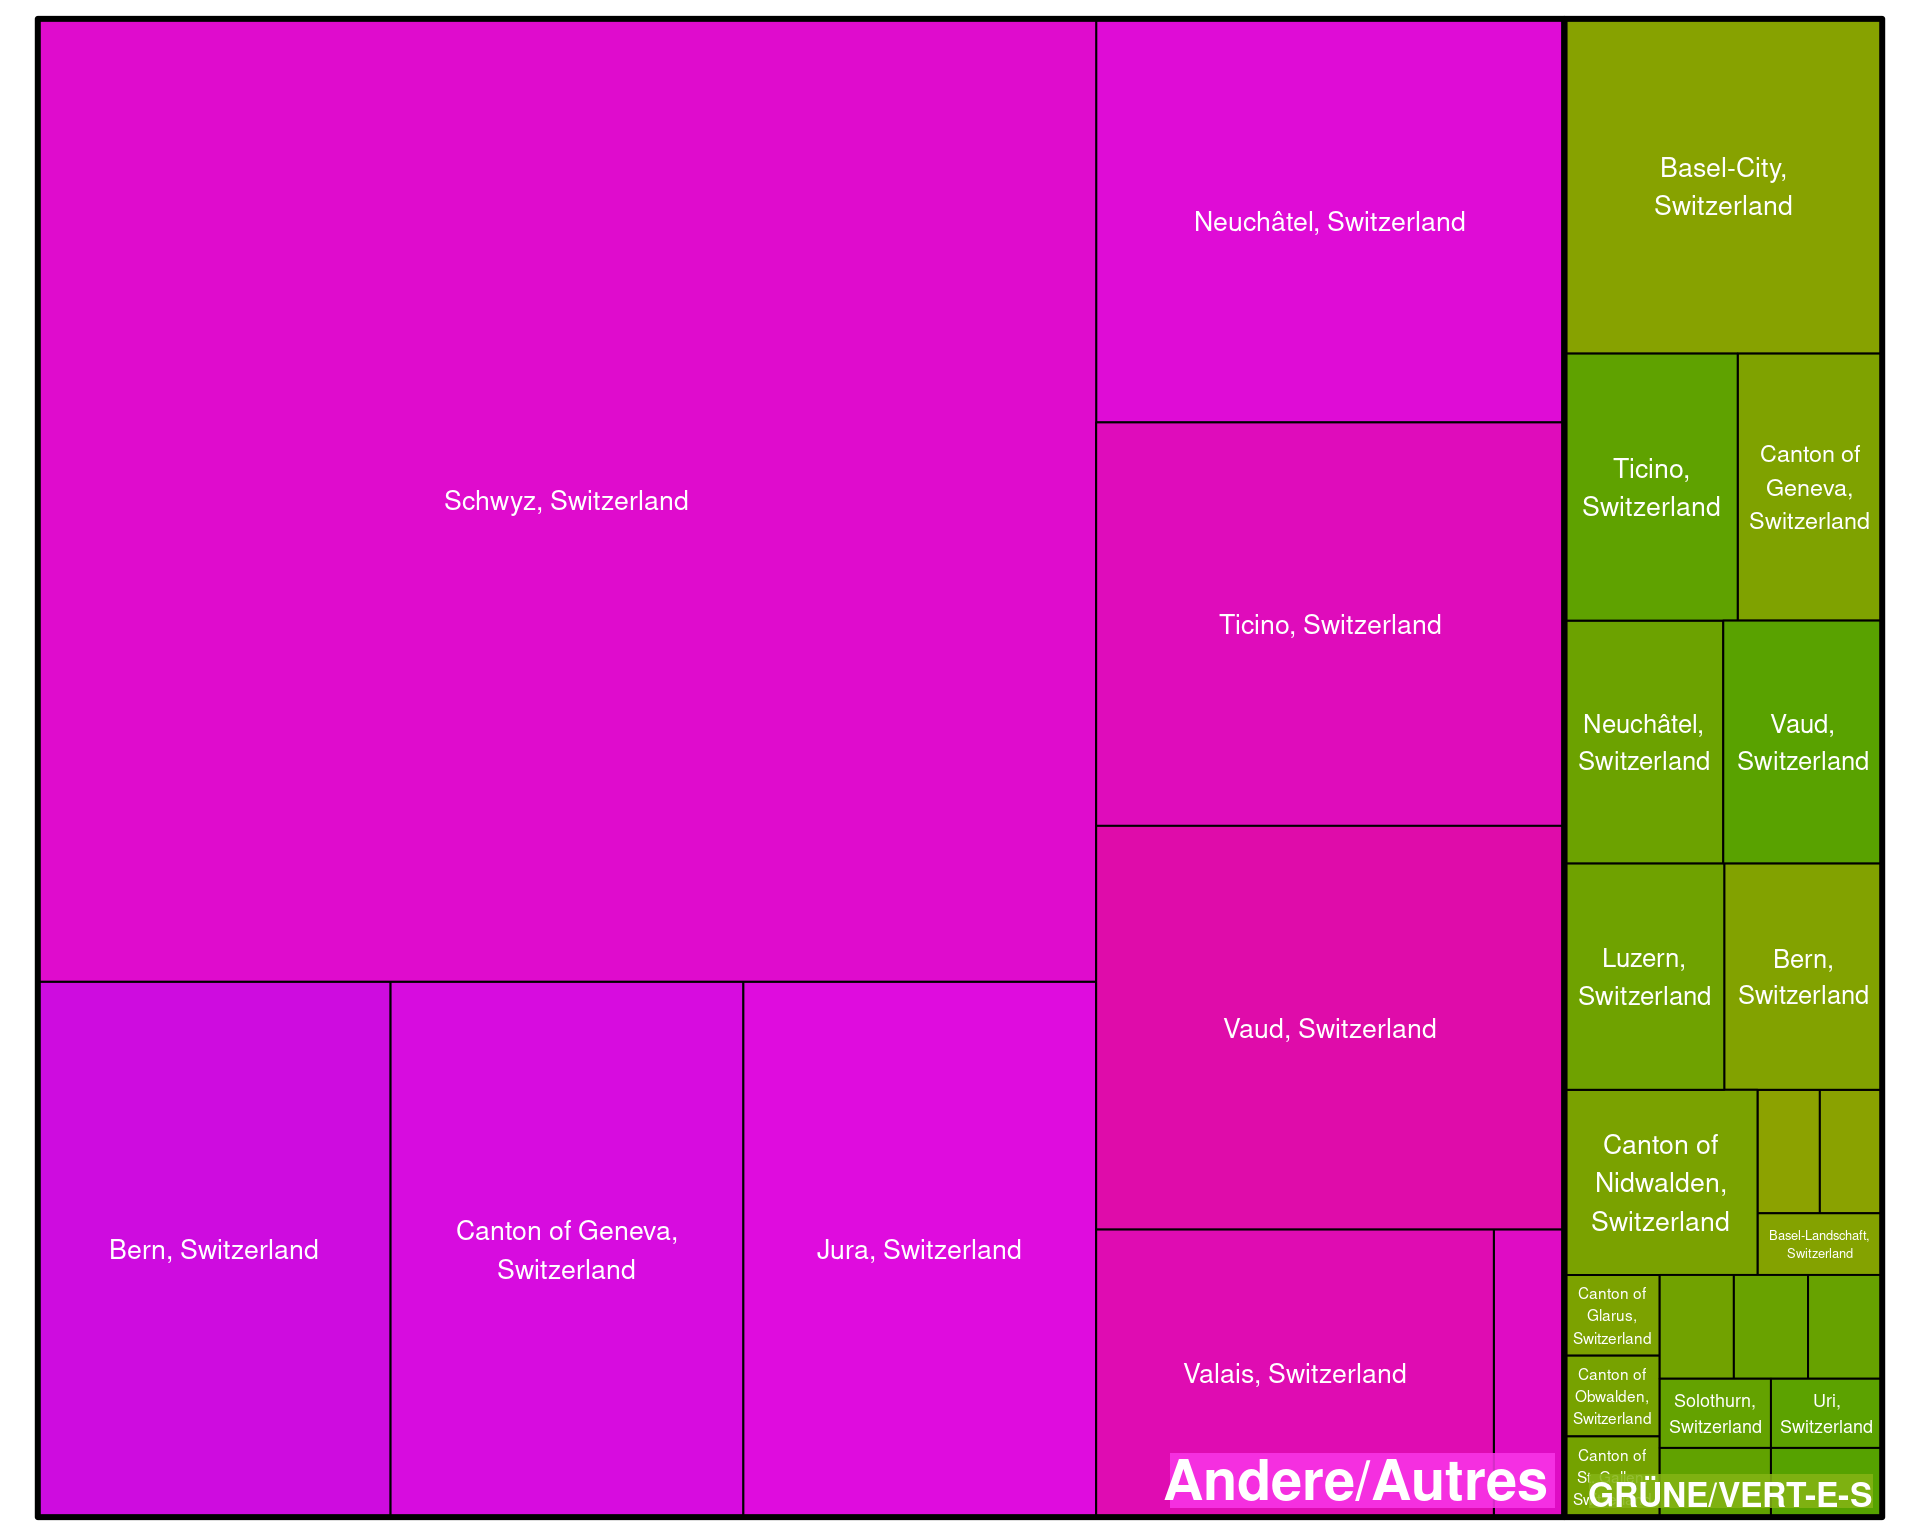 Schwyz, Switzerland
Bern, Switzerland
Canton of Geneva,
Switzerland
Jura, Switzerland
Neuchâtel, Switzerland
Ticino, Switzerland
Vaud, Switzerland
Valais, Switzerland
Andere/Autres
Basel-City,
Switzerland
Ticino,
Switzerland
Canton of
Geneva,
Switzerland
Neuchâtel,
Switzerland
Vaud,
Switzerland
Luzern,
Switzerland
Bern,
Switzerland
Canton of
Nidwalden,
Switzerland
Basel-Landschaft,
Switzerland
Canton of
Glarus,
Switzerland
Canton of
Obwalden,
Switzerland
Solothurn,
Switzerland
Uri,
Switzerland
Canton of
St. Gallen,
GRÜNE/VERT-E-S